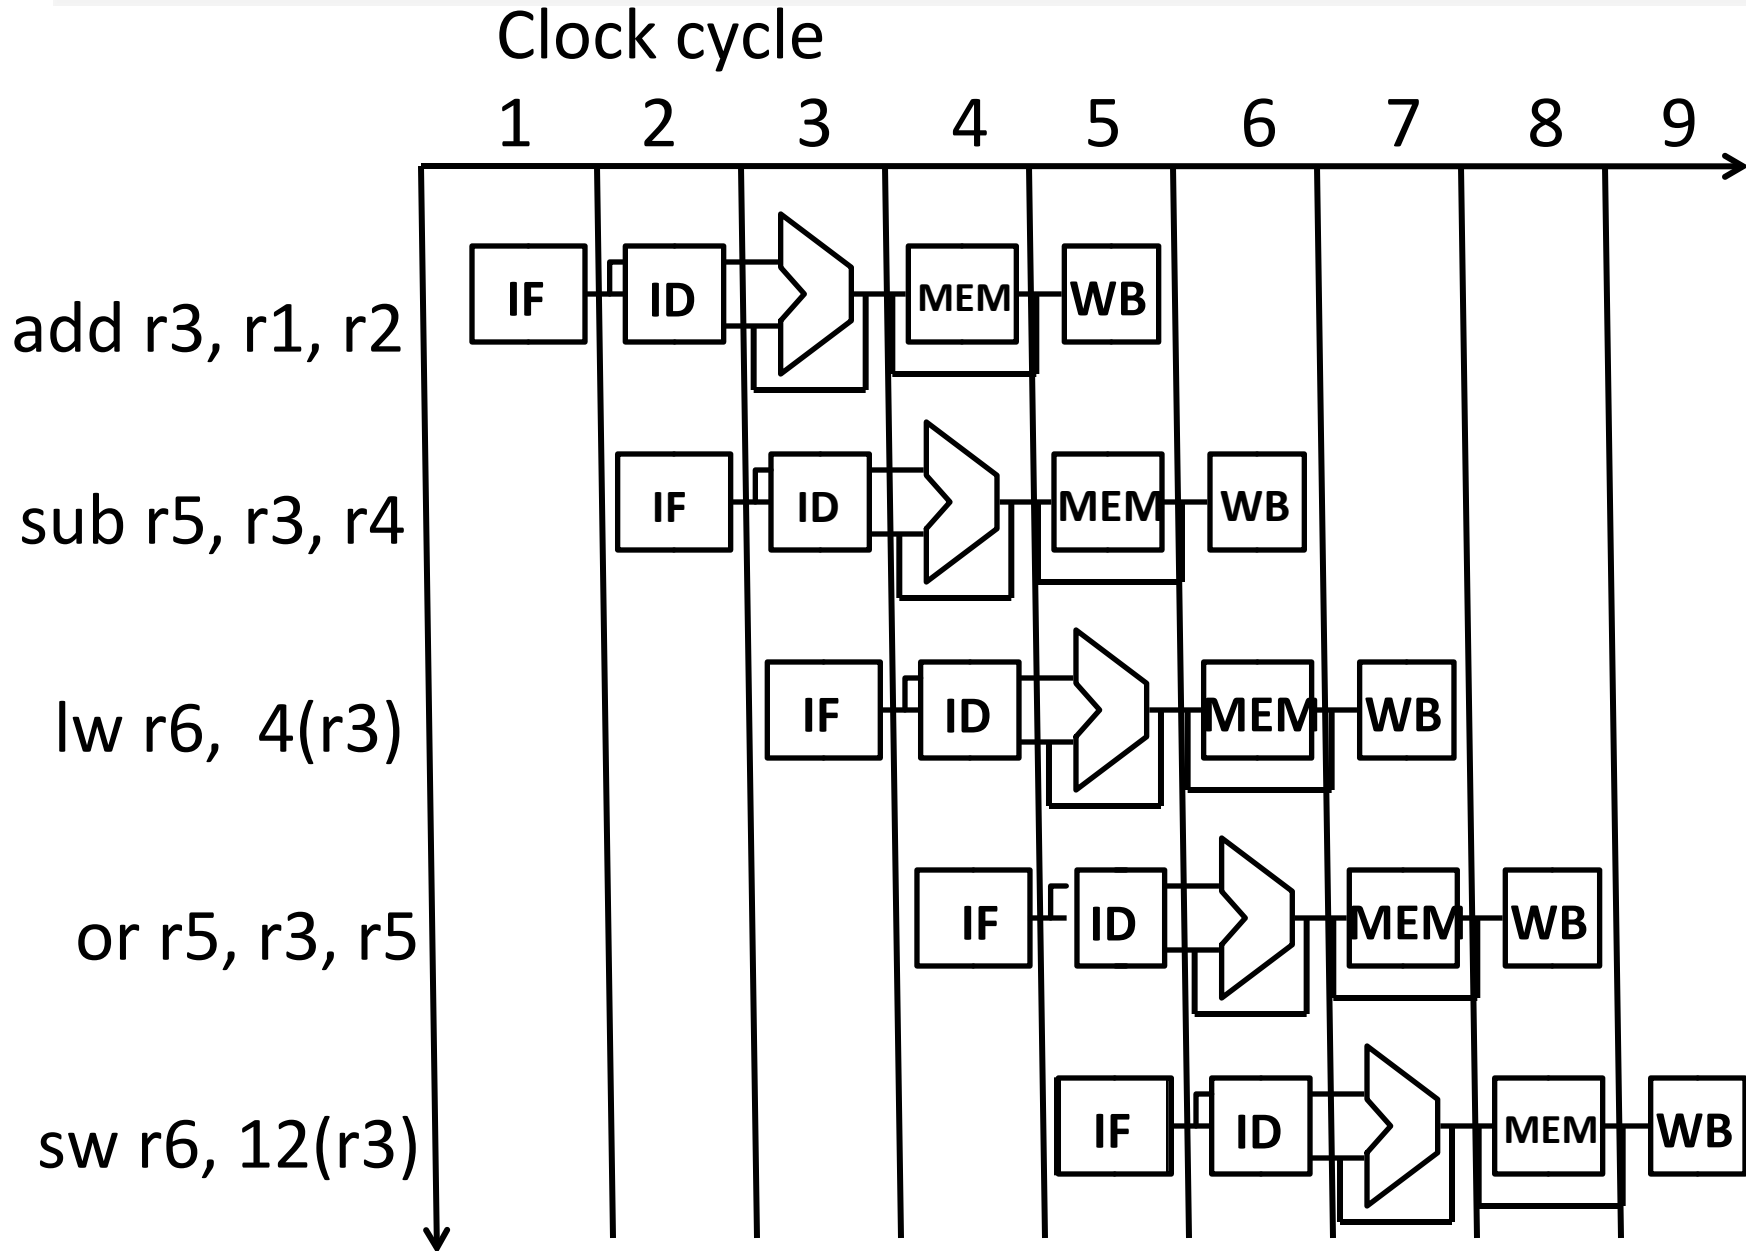 Clock cycle
1 2 3 4 5 6 7 8 9
add r3, r1, r2 IF ID MEM WB
sub r5, r3, r4 IF ID MEM WB
lw r6, 4(r3) IF ID MEM WB
or r5, r3, r5 IF ID MEM WB
sw r6, 12(r3) IF ID MEM WB